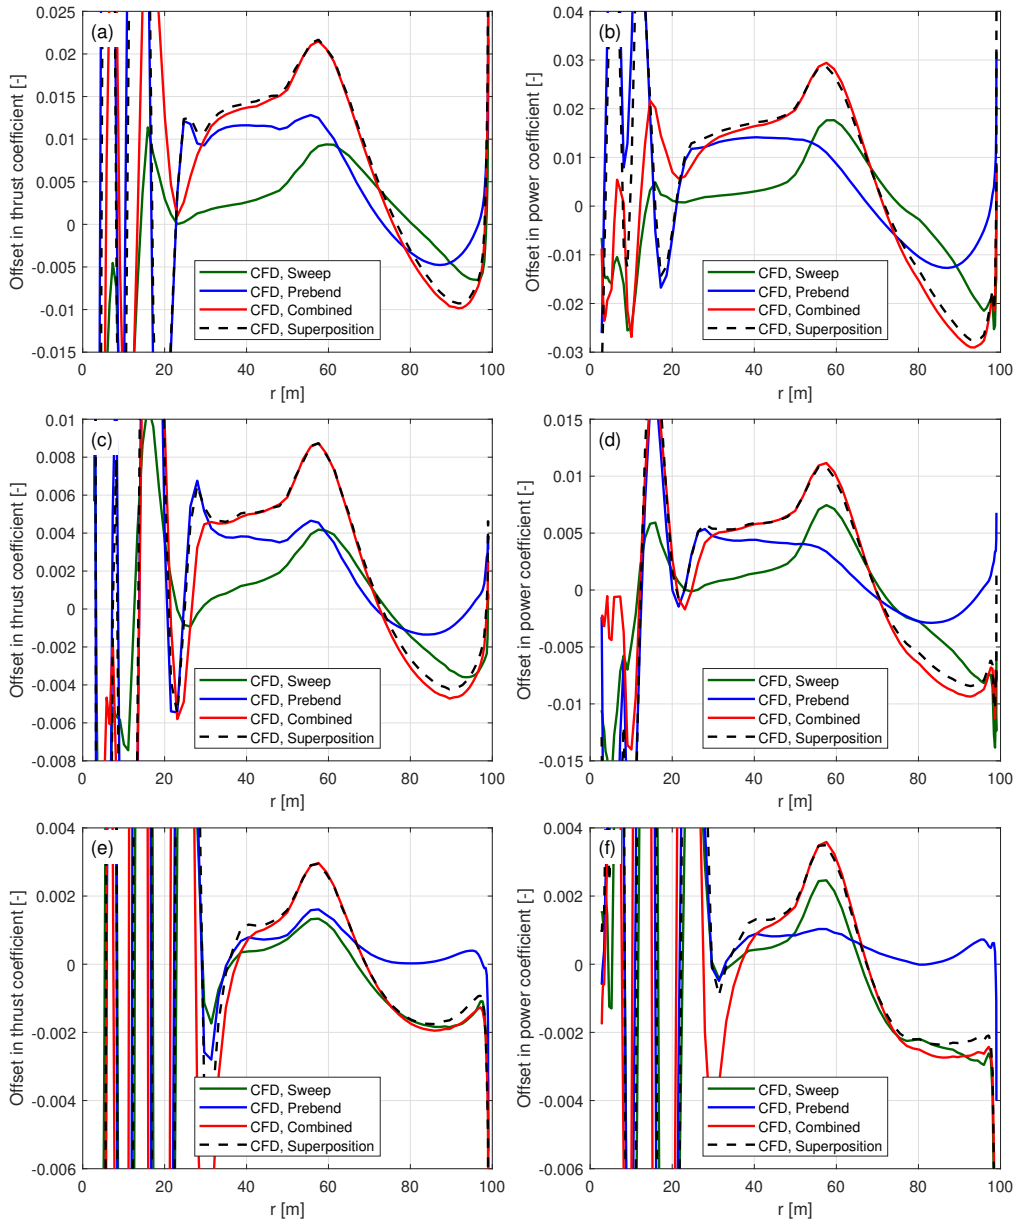 (a)
Offset in thrust coefficient [-]
0.025
0.02
0.015
0.01
0.005
0
-0.005
-0.01
-0.015
CFD, Sweep
CFD, Prebend
CFD, Combined
CFD, Superposition
0 20 40 60 80 100
r [m]
(b)
Offset in power coefficient [-]
0.04
0.03
0.02
0.01
0
-0.01
-0.02
-0.03
CFD, Sweep
CFD, Prebend
CFD, Combined
CFD, Superposition
0 20 40 60 80 100
r [m]
(c)
Offset in thrust coefficient [-]
0.01
0.008
0.006
0.004
0.002
0
-0.002
-0.004
-0.006
-0.008
CFD, Sweep
CFD, Prebend
CFD, Combined
CFD, Superposition
0 20 40 60 80 100
r [m]
(d)
Offset in power coefficient [-]
0.015
0.01
0.005
0
-0.005
-0.01
-0.015
CFD, Sweep
CFD, Prebend
CFD, Combined
CFD, Superposition
0 20 40 60 80 100
r [m]
(e)
Offset in thrust coefficient [-]
0.004
0.002
0
-0.002
-0.004
-0.006
CFD, Sweep
CFD, Prebend
CFD, Combined
CFD, Superposition
0 20 40 60 80 100
r [m]
(f)
Offset in power coefficient [-]
0.004
0.002
0
-0.002
-0.004
-0.006
CFD, Sweep
CFD, Prebend
CFD, Combined
CFD, Superposition
0 20 40 60 80 100
r [m]